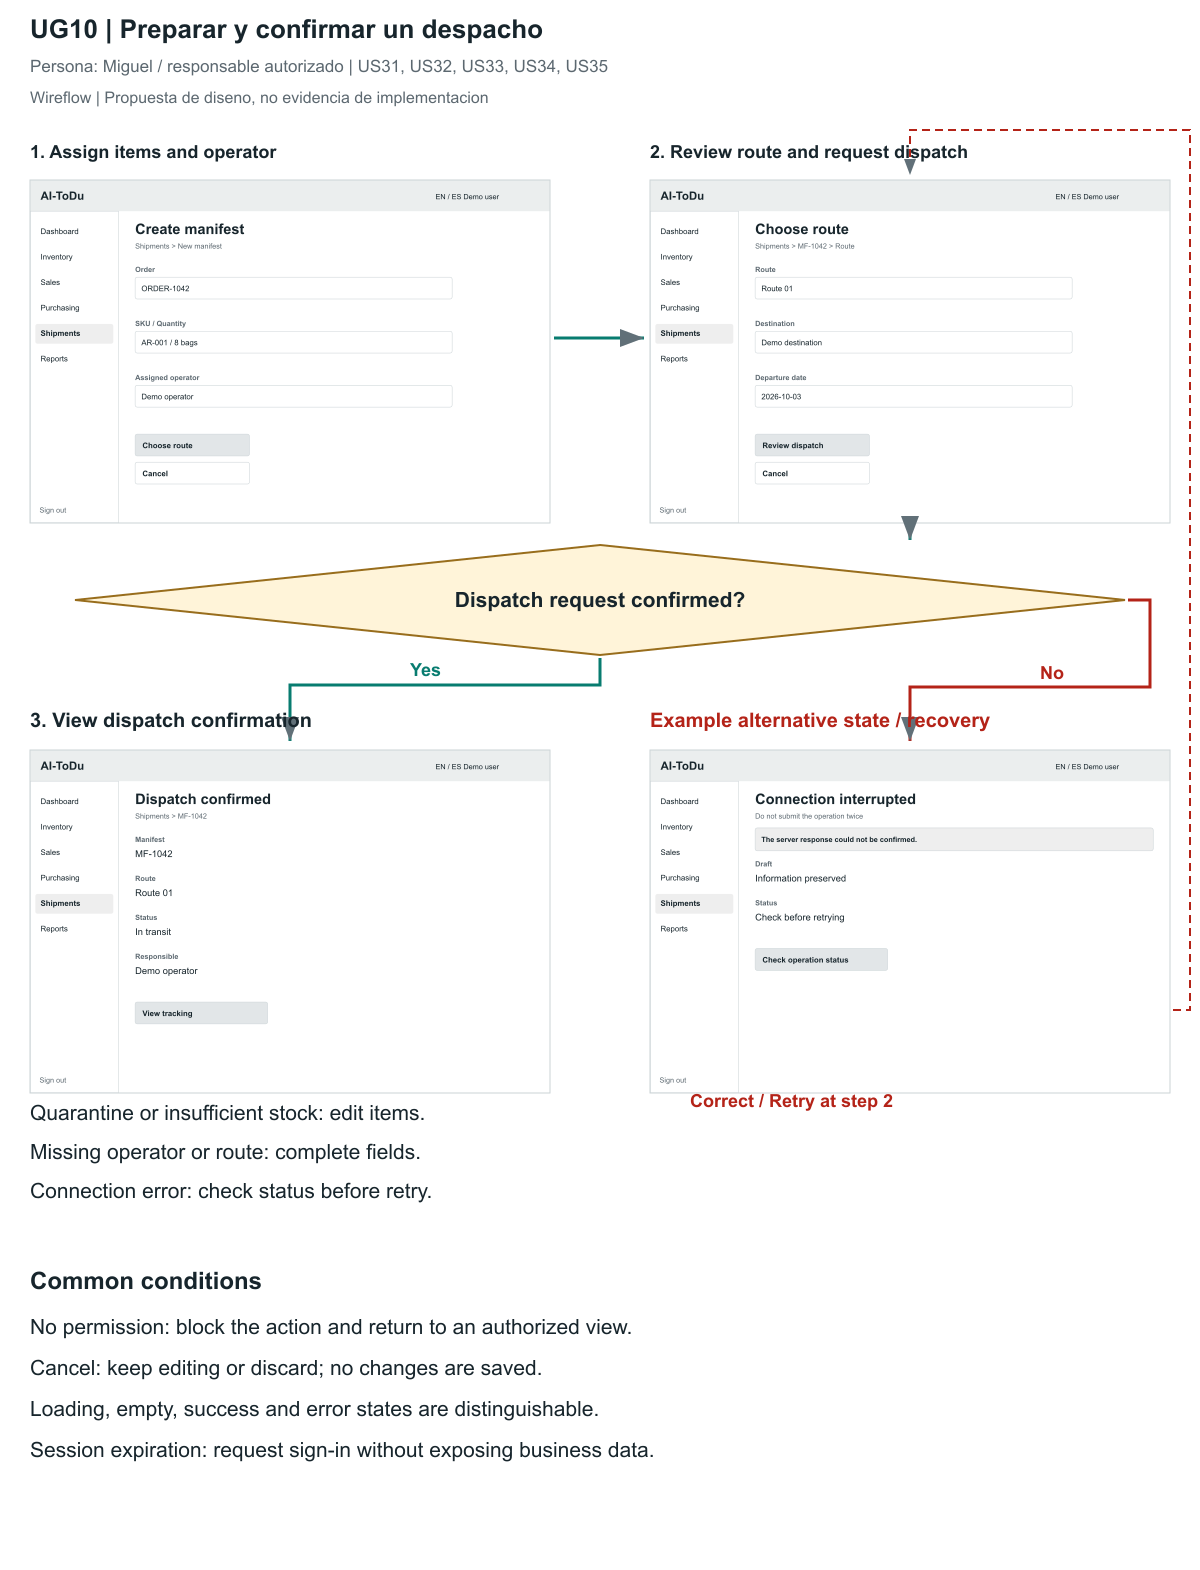 UG10 | Preparar y confirmar un despacho
Persona: Miguel / responsable autorizado | US31, US32, US33, US34, US35
Wireflow | Propuesta de diseno, no evidencia de implementacion
1. Assign items and operator
AI-ToDu
EN / ES Demo user
Dashboard
Inventory
Sales
Purchasing
Shipments
Reports
Sign out
Create manifest
Shipments > New manifest
Order
ORDER-1042
SKU / Quantity
AR-001 / 8 bags
Assigned operator
Demo operator
Choose route
Cancel
2. Review route and request dispatch
AI-ToDu
EN / ES Demo user
Dashboard
Inventory
Sales
Purchasing
Shipments
Reports
Sign out
Choose route
Shipments > MF-1042 > Route
Route
Route 01
Destination
Demo destination
Departure date
2026-10-03
Review dispatch
Cancel
Dispatch request confirmed?
Yes
No
3. View dispatch confirmation
AI-ToDu
EN / ES Demo user
Dashboard
Inventory
Sales
Purchasing
Shipments
Reports
Sign out
Dispatch confirmed
Shipments > MF-1042
Manifest
MF-1042
Route
Route 01
Status
In transit
Responsible
Demo operator
View tracking
Example alternative state / recovery
AI-ToDu
EN / ES Demo user
Dashboard
Inventory
Sales
Purchasing
Shipments
Reports
Sign out
Connection interrupted
Do not submit the operation twice
The server response could not be confirmed.
Draft
Information preserved
Status
Check before retrying
Check operation status
Correct / Retry at step 2
Quarantine or insufficient stock: edit items.
Missing operator or route: complete fields.
Connection error: check status before retry.
Common conditions
No permission: block the action and return to an authorized view.
Cancel: keep editing or discard; no changes are saved.
Loading, empty, success and error states are distinguishable.
Session expiration: request sign-in without exposing business data.